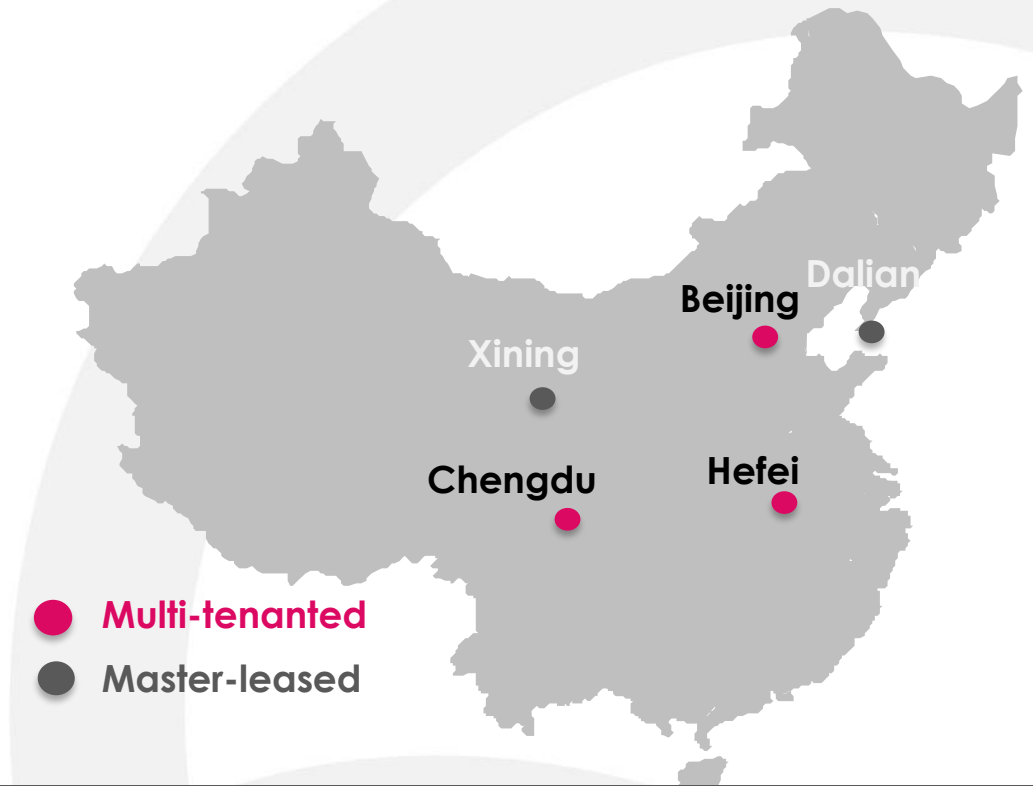 Dalian
Beijing
Xining
Chengdu
Hefei
Multi-tenanted
Master-leased